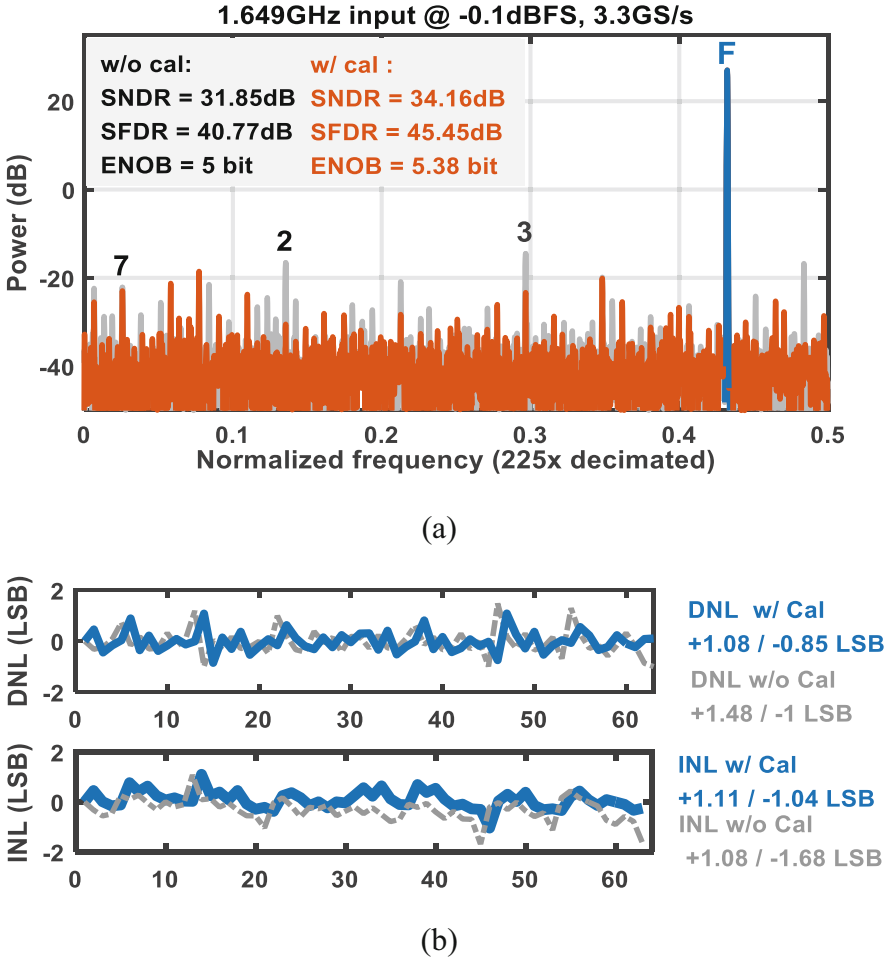 1.649GHz input @ -0.1dBFS, 3.3GS/s
w/o cal:
SNDR = 31.85dB
SFDR = 40.77dB
ENOB = 5 bit
w/ cal :
SNDR = 34.16dB
SFDR = 45.45dB
ENOB = 5.38 bit
F
2
3
7
Power (dB)
20
0
-20
-40
0 0.1 0.2 0.3 0.4 0.5
Normalized frequency (225x decimated)
(a)
DNL (LSB)
2
0
-2
0 10 20 30 40 50 60
DNL w/ Cal
+1.08 / -0.85 LSB
DNL w/o Cal
+1.48 / -1 LSB
INL (LSB)
2
0
-2
0 10 20 30 40 50 60
INL w/ Cal
+1.11 / -1.04 LSB
INL w/o Cal
+1.08 / -1.68 LSB
(b)